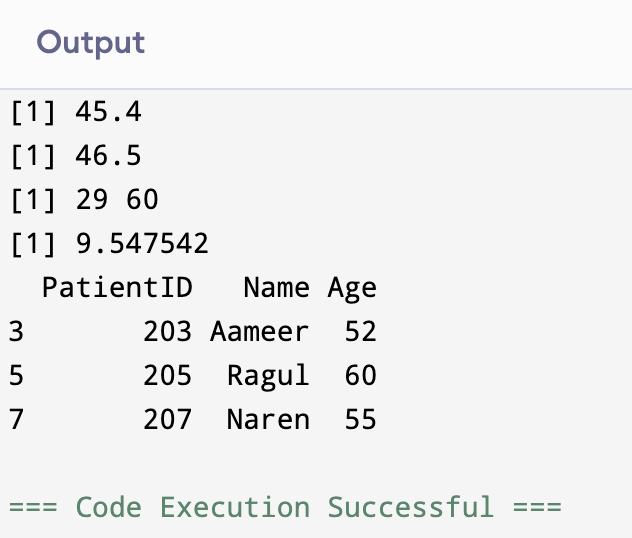 Output
[1] 45.4
[1] 46.5
[1] 29 60
[1] 9.547542
  PatientID   Name Age
3       203 Aameer  52
5       205  Ragul  60
7       207  Naren  55
=== Code Execution Successful ===